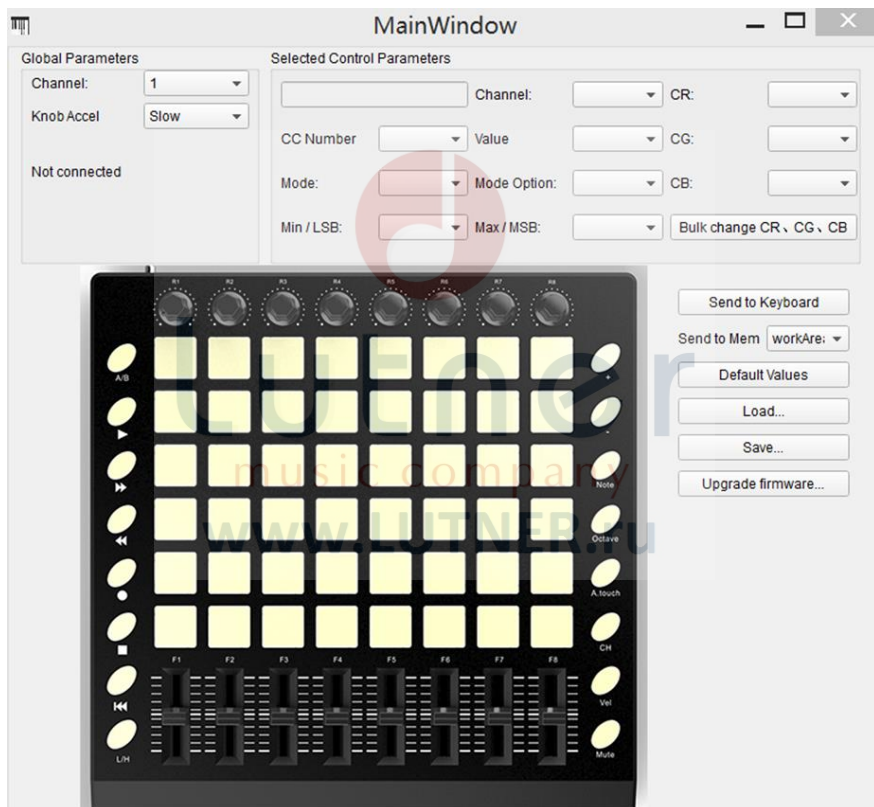 MainWindow
Global Parameters
Selected Control Parameters
Channel: 1
Channel:
CR:
Knob Accel Slow
CC Number
Value
CG:
Not connected
Mode:
Mode Option:
CB:
Min / LSB:
Max / MSB:
Bulk change CR、CG、CB
R1 R2 R3 R4 R5 R6 R7 R8
Send to Keyboard
Send to Mem workAre
Default Values
Load...
Save...
Upgrade firmware...
A/B
+
-
Note
Octave
A.touch
CH
Vel
Mute
L/H
F1 F2 F3 F4 F5 F6 F7 F8
Lutner
music company
www.LUTNER.ru